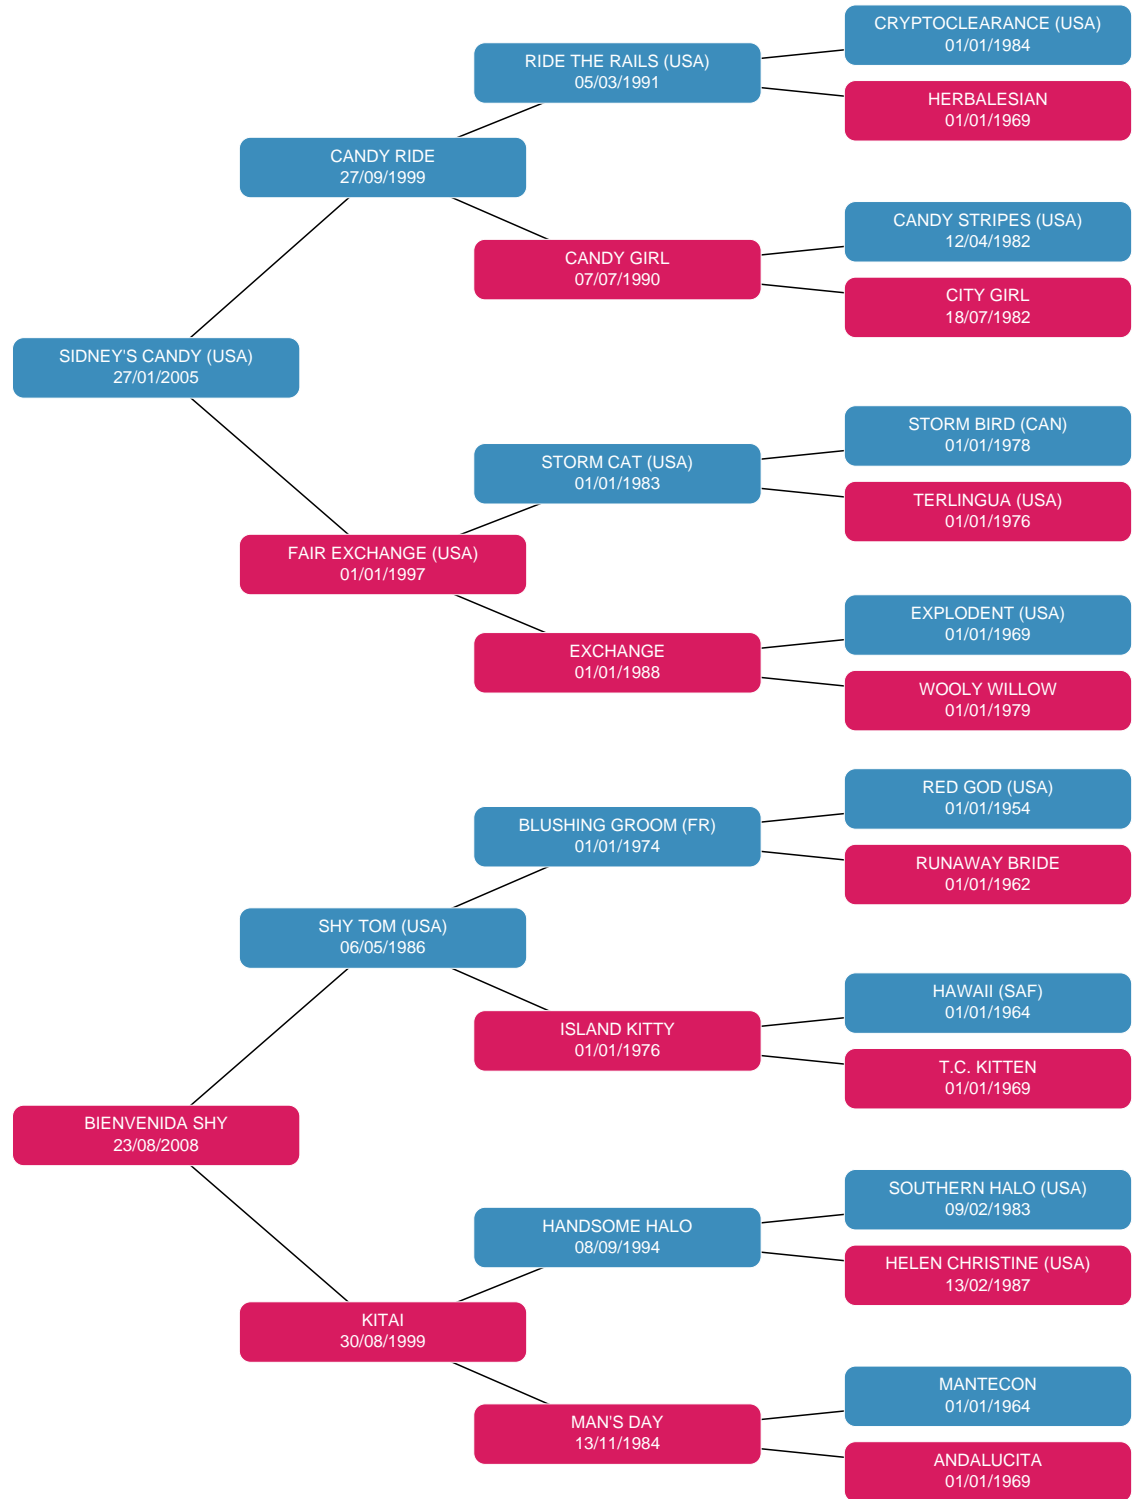 CRYPTOCLEARANCE (USA)
01/01/1984
RIDE THE RAILS (USA)
05/03/1991
HERBALESIAN
01/01/1969
CANDY RIDE
27/09/1999
CANDY STRIPES (USA)
12/04/1982
CANDY GIRL
07/07/1990
CITY GIRL
18/07/1982
SIDNEY'S CANDY (USA)
27/01/2005
STORM BIRD (CAN)
01/01/1978
STORM CAT (USA)
01/01/1983
TERLINGUA (USA)
01/01/1976
FAIR EXCHANGE (USA)
01/01/1997
EXPLODENT (USA)
01/01/1969
EXCHANGE
01/01/1988
WOOLY WILLOW
01/01/1979
RED GOD (USA)
01/01/1954
BLUSHING GROOM (FR)
01/01/1974
RUNAWAY BRIDE
01/01/1962
SHY TOM (USA)
06/05/1986
HAWAII (SAF)
01/01/1964
ISLAND KITTY
01/01/1976
T.C. KITTEN
01/01/1969
BIENVENIDA SHY
23/08/2008
SOUTHERN HALO (USA)
09/02/1983
HANDSOME HALO
08/09/1994
HELEN CHRISTINE (USA)
13/02/1987
KITAI
30/08/1999
MANTECON
01/01/1964
MAN'S DAY
13/11/1984
ANDALUCITA
01/01/1969